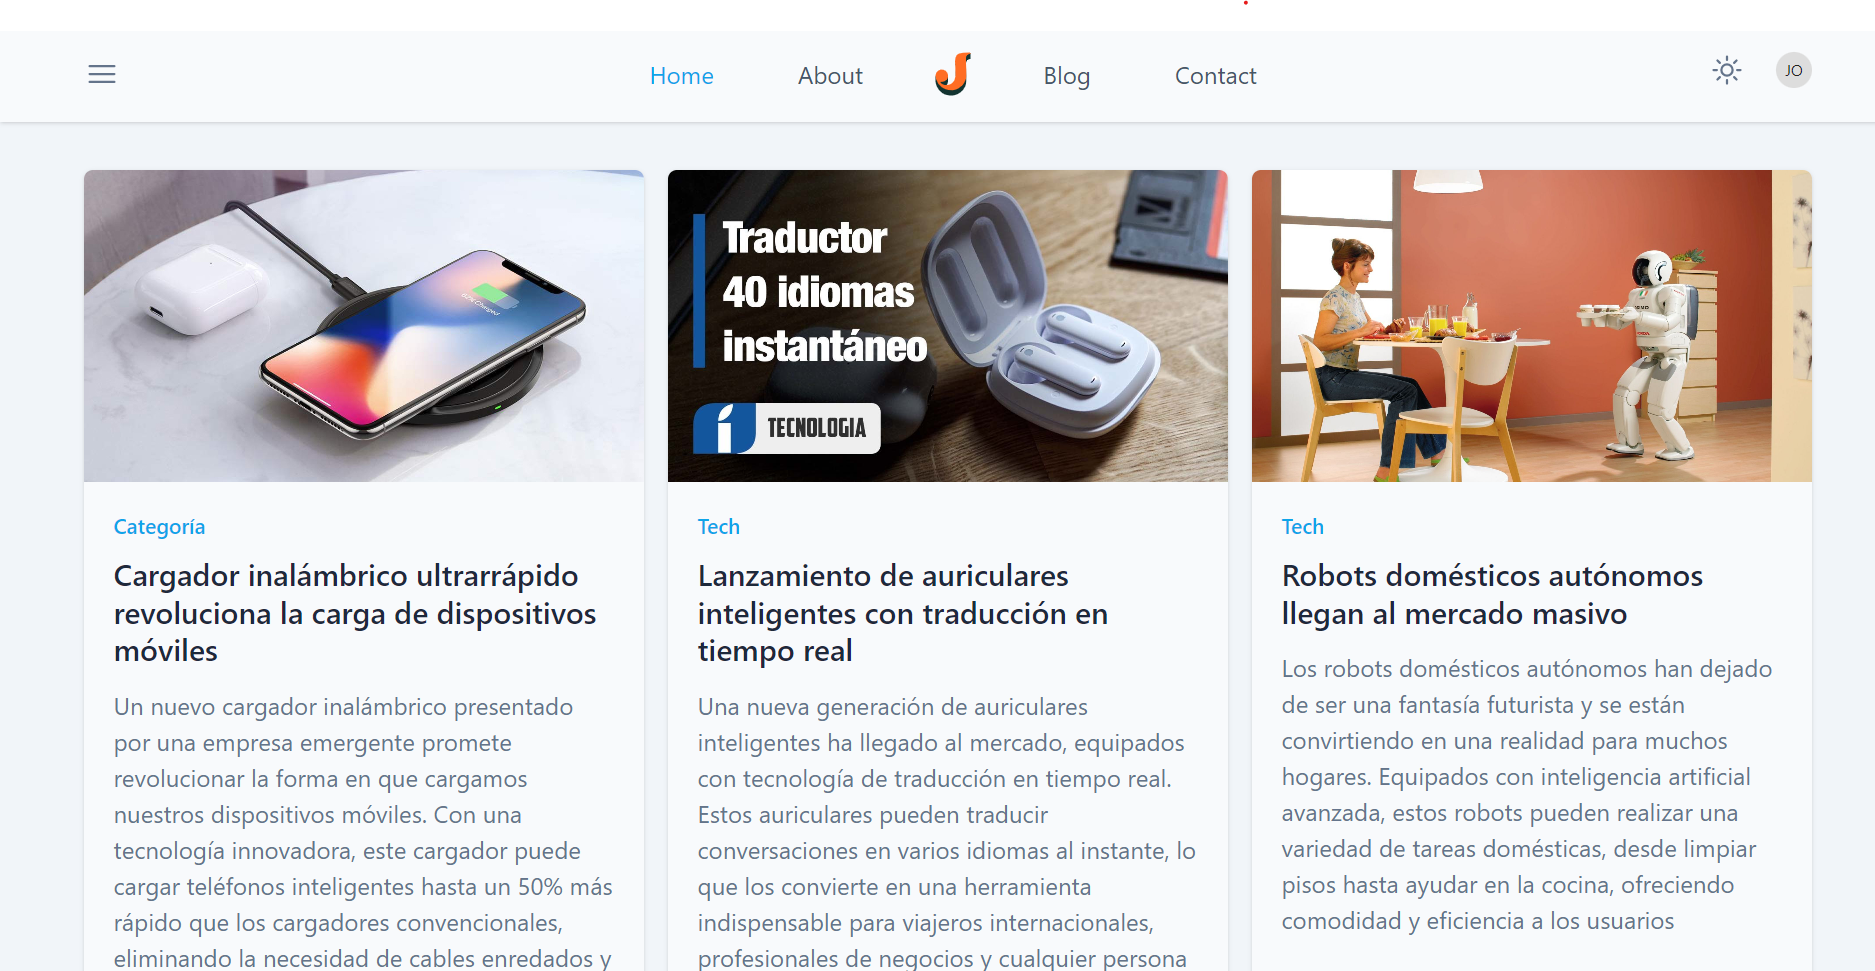 Home
About
Blog
Contact
JO
Traductor
40 idiomas
instantáneo
TECNOLOGIA
Categoría
Cargador inalámbrico ultrarrápido
revoluciona la carga de dispositivos
móviles
Un nuevo cargador inalámbrico presentado
por una empresa emergente promete
revolucionar la forma en que cargamos
nuestros dispositivos móviles. Con una
tecnología innovadora, este cargador puede
cargar teléfonos inteligentes hasta un 50% más
rápido que los cargadores convencionales,
eliminando la necesidad de cables enredados y
Tech
Lanzamiento de auriculares
inteligentes con traducción en
tiempo real
Una nueva generación de auriculares
inteligentes ha llegado al mercado, equipados
con tecnología de traducción en tiempo real.
Estos auriculares pueden traducir
conversaciones en varios idiomas al instante, lo
que los convierte en una herramienta
indispensable para viajeros internacionales,
profesionales de negocios y cualquier persona
Tech
Robots domésticos autónomos
llegan al mercado masivo
Los robots domésticos autónomos han dejado
de ser una fantasía futurista y se están
convirtiendo en una realidad para muchos
hogares. Equipados con inteligencia artificial
avanzada, estos robots pueden realizar una
variedad de tareas domésticas, desde limpiar
pisos hasta ayudar en la cocina, ofreciendo
comodidad y eficiencia a los usuarios